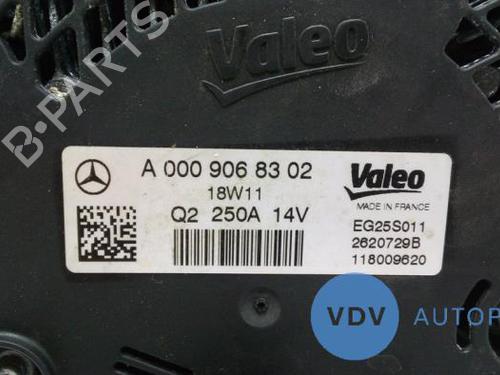 Valeo
A 000 906 83 02
18W11
Q2 250A 14V
Valeo
MADE IN FRANCE
EG25S011
2620729B
118009620
B-PARTS
VDV
AUTOP